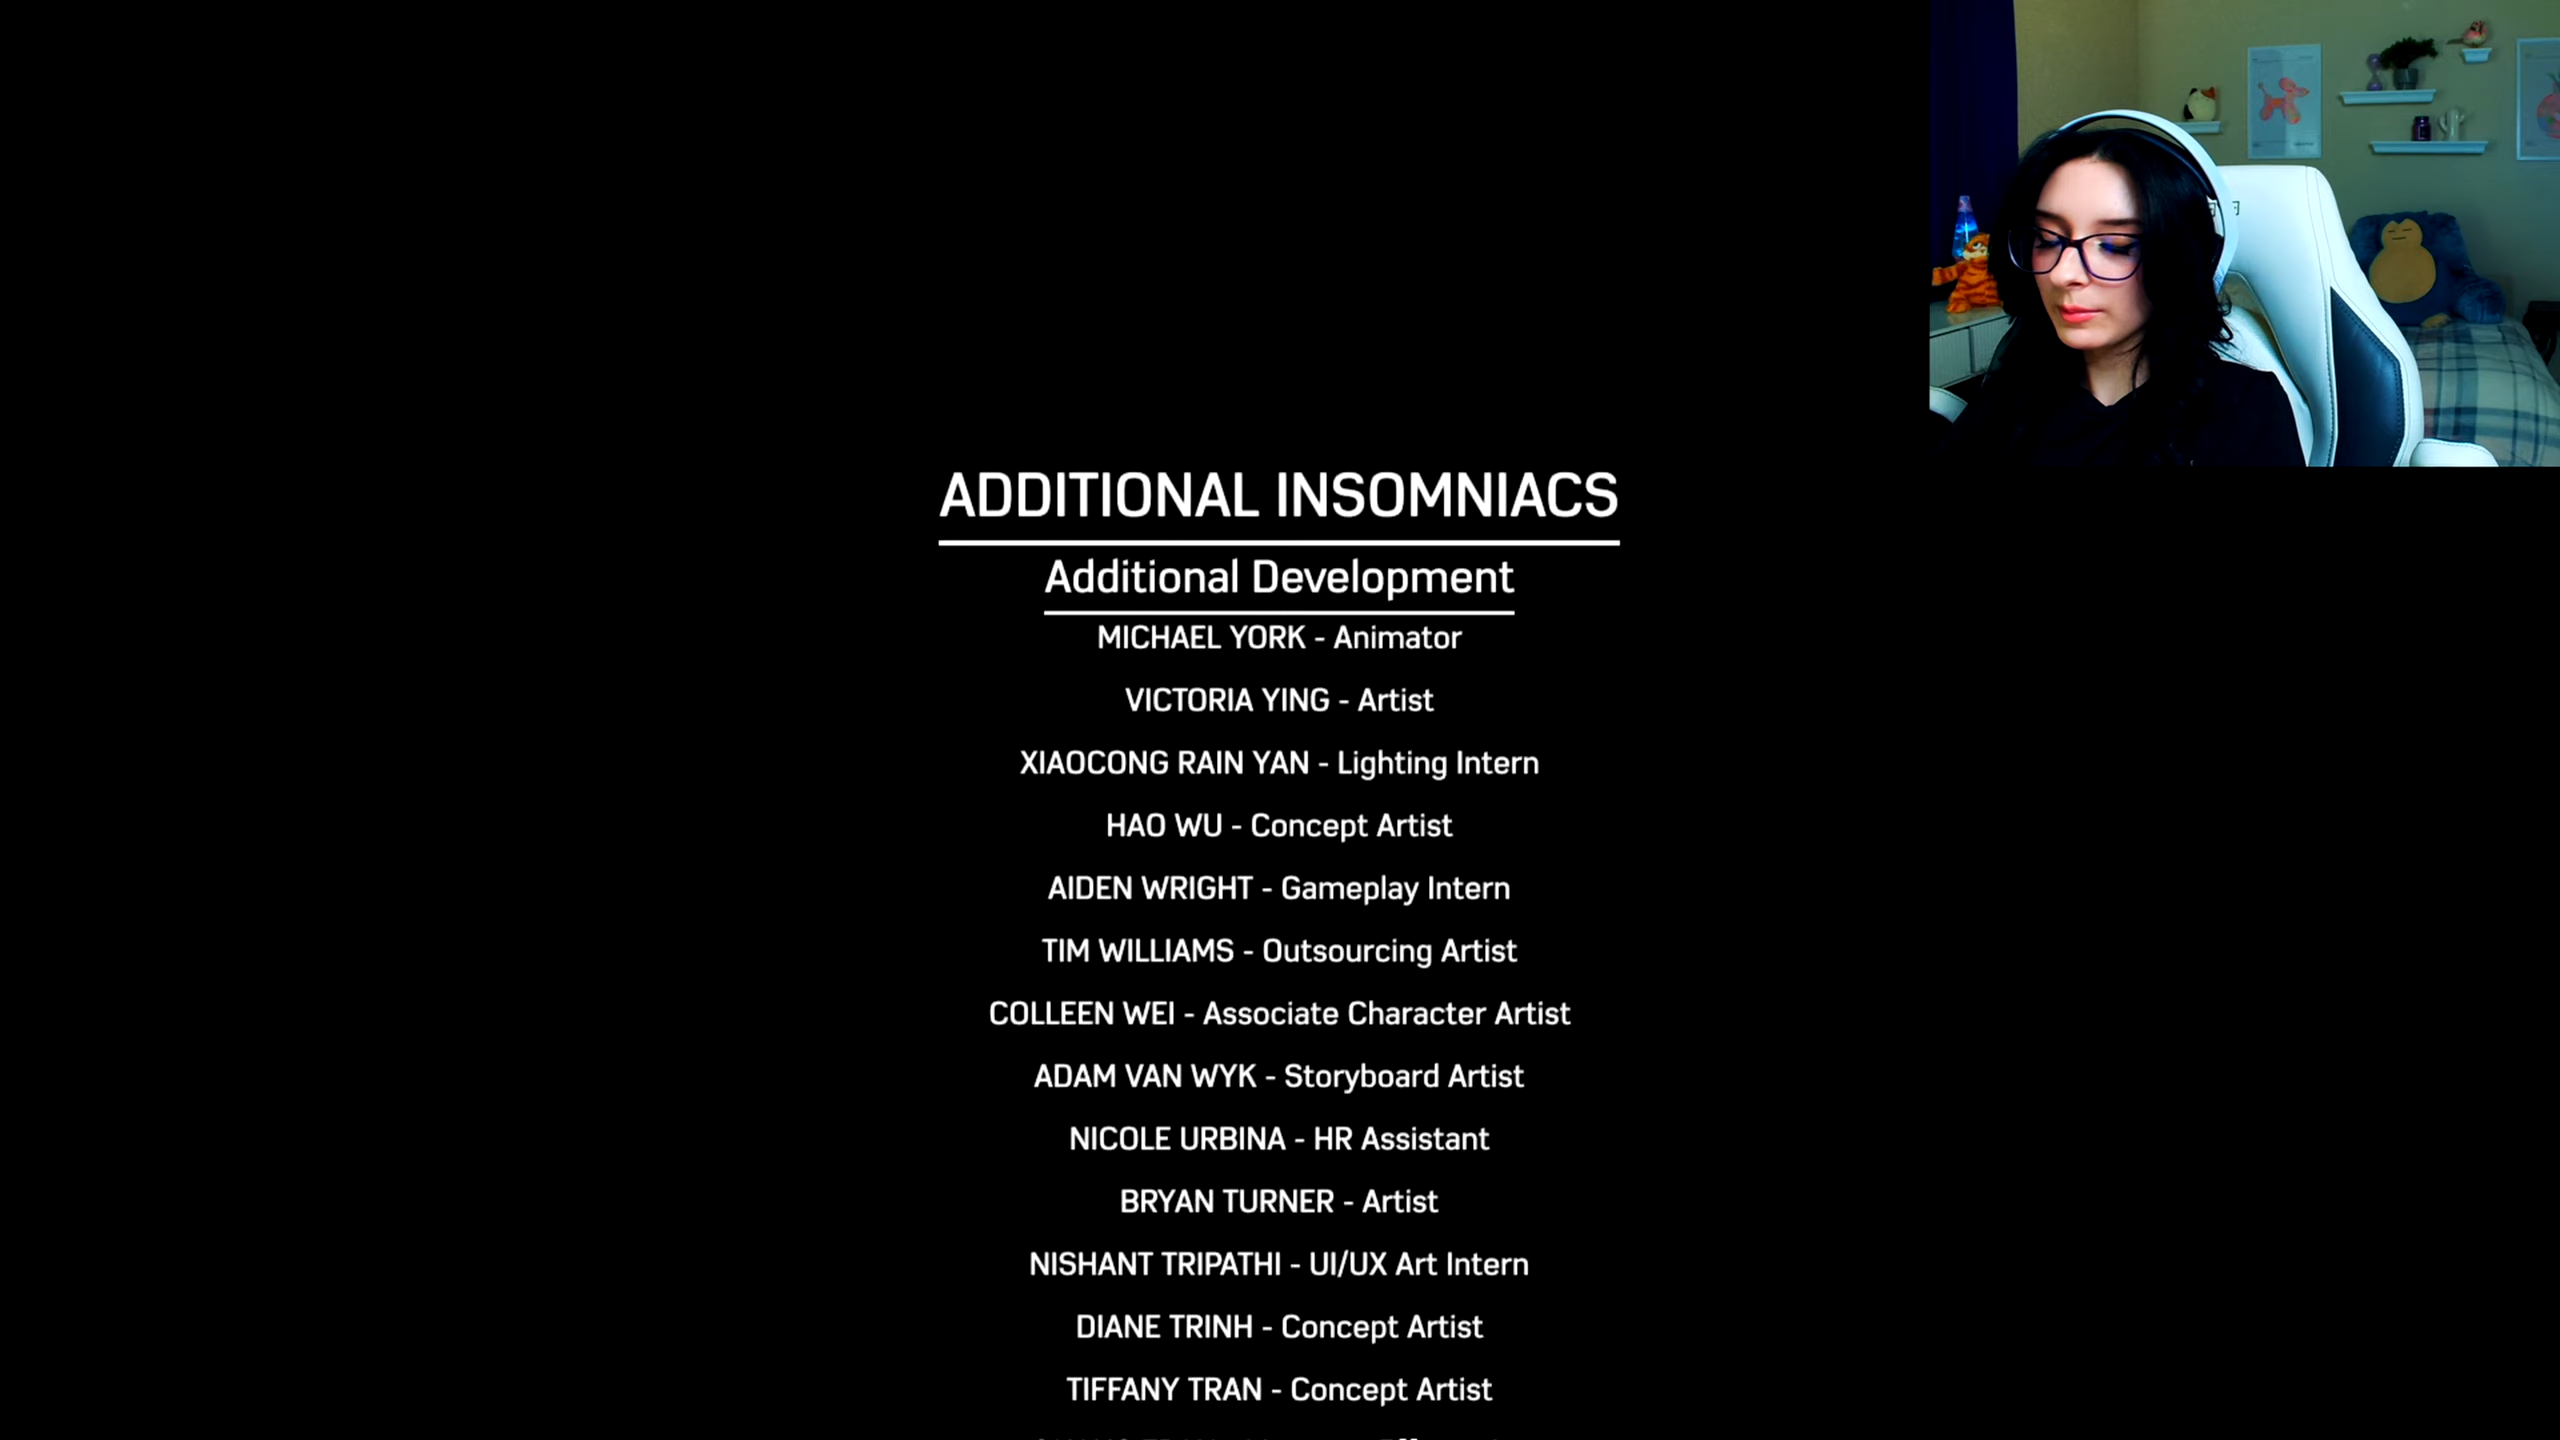 ADDITIONAL INSOMNIACS
Additional Development
MICHAEL YORK - Animator
VICTORIA YING - Artist
XIAOCONG RAIN YAN - Lighting Intern
HAO WU - Concept Artist
AIDEN WRIGHT - Gameplay Intern
TIM WILLIAMS - Outsourcing Artist
COLLEEN WEI - Associate Character Artist
ADAM VAN WYK - Storyboard Artist
NICOLE URBINA - HR Assistant
BRYAN TURNER - Artist
NISHANT TRIPATHI - UI/UX Art Intern
DIANE TRINH - Concept Artist
TIFFANY TRAN - Concept Artist